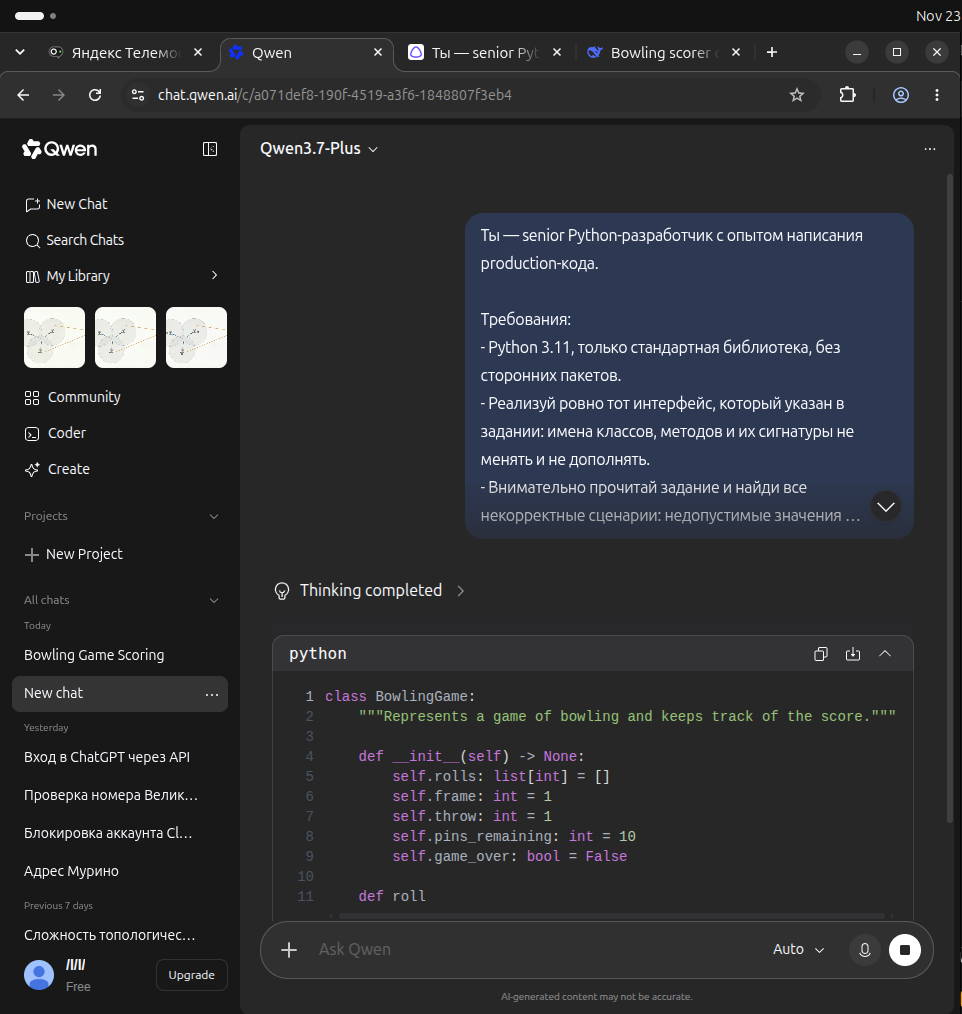 Nov 23
Яндекс Телемо
Qwen
Ты — senior Pyt
Bowling scorer
chat.qwen.ai/c/a071def8-190f-4519-a3f6-1848807f3eb4
Qwen
New Chat
Search Chats
My Library
Community
Coder
Create
Projects
New Project
All chats
Today
Bowling Game Scoring
New chat
Yesterday
Вход в ChatGPT через API
Проверка номера Велик...
Блокировка аккаунта Cl...
Адрес Мурино
Previous 7 days
Сложность топологичес...
/\/\/
Free
Upgrade
Qwen3.7-Plus
Ты — senior Python-разработчик с опытом написания
production-кода.
Требования:
- Python 3.11, только стандартная библиотека, без
сторонних пакетов.
- Реализуй ровно тот интерфейс, который указан в
задании: имена классов, методов и их сигнатуры не
менять и не дополнять.
- Внимательно прочитай задание и найди все
некорректные сценарии: недопустимые значения ...
Thinking completed
python
1 class BowlingGame:
2     """Represents a game of bowling and keeps track of the score."""
3
4     def __init__(self) -> None:
5         self.rolls: list[int] = []
6         self.frame: int = 1
7         self.throw: int = 1
8         self.pins_remaining: int = 10
9         self.game_over: bool = False
10
11     def roll
Ask Qwen
Auto
AI-generated content may not be accurate.